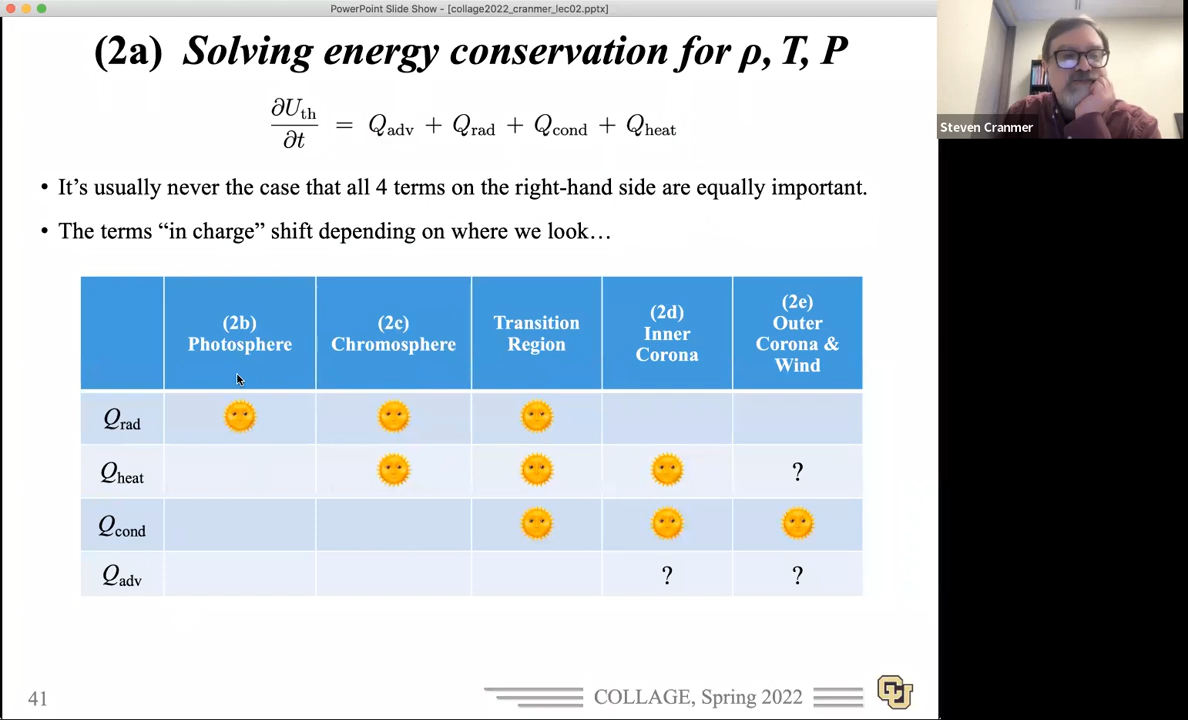 PowerPoint Slide Show - [collage2022_cranmer_lec02.pptx]
(2a) Solving energy conservation for ρ, T, P
∂U_th/∂t = Q_adv + Q_rad + Q_cond + Q_heat
• It’s usually never the case that all 4 terms on the right-hand side are equally important.
• The terms “in charge” shift depending on where we look…
(2b) Photosphere
(2c) Chromosphere
Transition Region
(2d) Inner Corona
(2e) Outer Corona & Wind
Q_rad
Q_heat ?
Q_cond
Q_adv ? ?
41
COLLAGE, Spring 2022
CU
Steven Cranmer